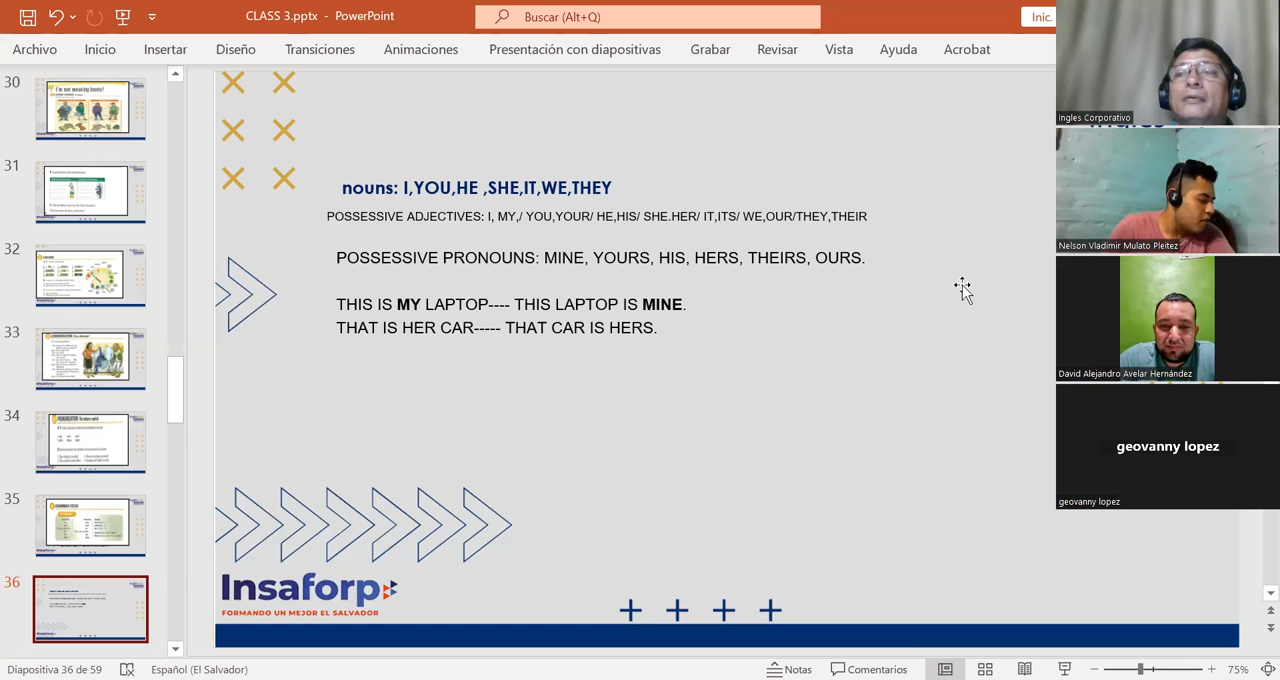 CLASS 3.pptx - PowerPoint
Buscar (Alt+Q)
Inic.
Archivo Inicio Insertar Diseño Transiciones Animaciones Presentación con diapositivas Grabar Revisar Vista Ayuda Acrobat
30
31
32
33
34
35
36
nouns: I,YOU,HE ,SHE,IT,WE,THEY
POSSESSIVE ADJECTIVES: I, MY,/ YOU,YOUR/ HE,HIS/ SHE.HER/ IT,ITS/ WE,OUR/THEY,THEIR
POSSESSIVE PRONOUNS: MINE, YOURS, HIS, HERS, THEIRS, OURS.
THIS IS MY LAPTOP---- THIS LAPTOP IS MINE.
THAT IS HER CAR----- THAT CAR IS HERS.
Insaforp
FORMANDO UN MEJOR EL SALVADOR
Ingles Corporativo
Nelson Vladimir Mulato Pleitez
David Alejandro Avelar Hernández
geovanny lopez
geovanny lopez
Diapositiva 36 de 59 Español (El Salvador) Notas Comentarios 75%